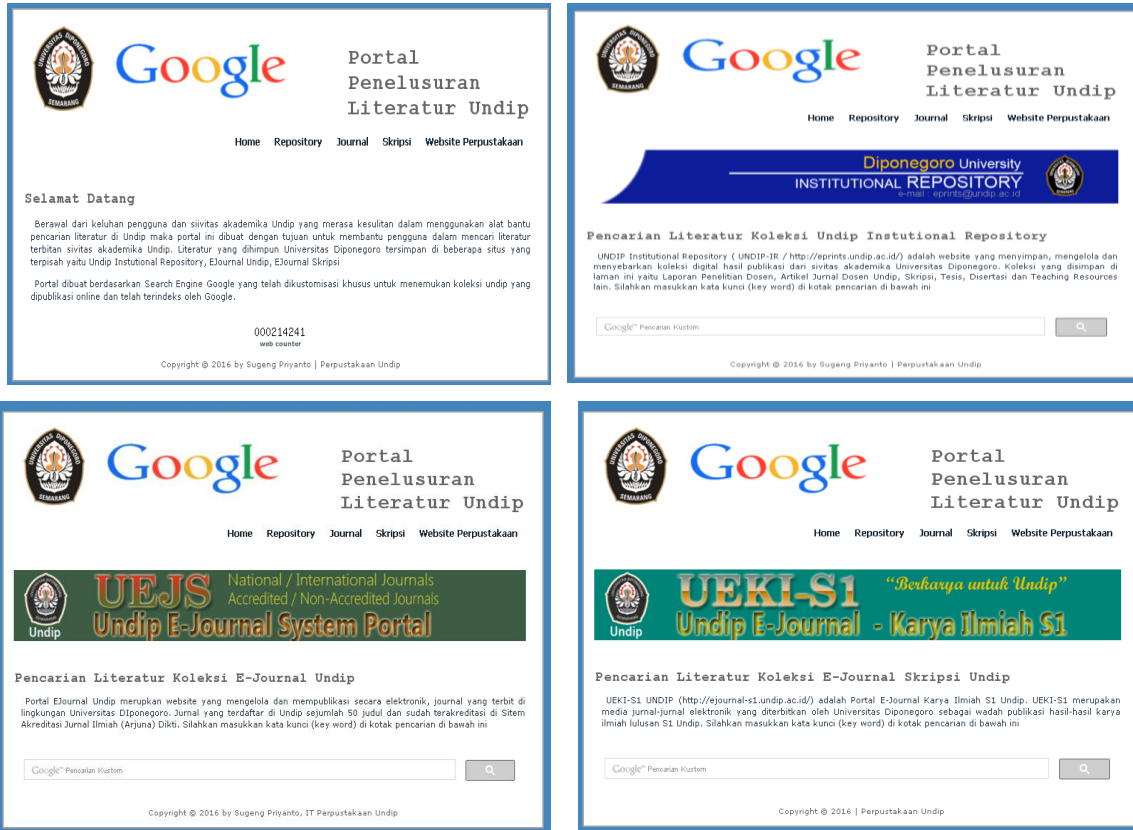 UNIVERSITAS DIPONEGORO
SEMARANG
Google
Portal
Penelusuran
Literatur Undip
Home Repository Journal Skripsi Website Perpustakaan
Selamat Datang
Berawal dari keluhan pengguna dan siivitas akademika Undip yang merasa kesulitan dalam menggunakan alat bantu
pencarian literatur di Undip maka portal ini dibuat dengan tujuan untuk membantu pengguna dalam mencari literatur
terbitan sivitas akademika Undip. Literatur yang dihimpun Universitas Diponegoro tersimpan di beberapa situs yang
terpisah yaitu Undip Instutional Repository, EJournal Undip, EJournal Skripsi
Portal dibuat berdasarkan Search Engine Google yang telah dikustomisasi khusus untuk menemukan koleksi undip yang
dipublikasi online dan telah terindeks oleh Google.
000214241
web counter
Copyright © 2016 by Sugeng Priyanto | Perpustakaan Undip
UNIVERSITAS DIPONEGORO
SEMARANG
Google
Portal
Penelusuran
Literatur Undip
Home Repository Journal Skripsi Website Perpustakaan
Diponegoro University
INSTITUTIONAL REPOSITORY
e-mail : eprints@undip.ac.id
Pencarian Literatur Koleksi Undip Instutional Repository
UNDIP Institutional Repository ( UNDIP-IR / http://eprints.undip.ac.id/) adalah website yang menyimpan, mengelola dan
menyebarkan koleksi digital hasil publikasi dari sivitas akademika Universitas Diponegoro. Koleksi yang disimpan di
laman ini yaitu Laporan Penelitian Dosen, Artikel Jurnal Dosen Undip, Skripsi, Tesis, Disertasi dan Teaching Resources
lain. Silahkan masukkan kata kunci (key word) di kotak pencarian di bawah ini
Google™ Pencarian Kustom
Copyright © 2016 by Sugeng Priyanto | Perpustakaan Undip
UNIVERSITAS DIPONEGORO
SEMARANG
Google
Portal
Penelusuran
Literatur Undip
Home Repository Journal Skripsi Website Perpustakaan
Undip
UEJS
National / International Journals
Accredited / Non-Accredited Journals
Undip E-Journal System Portal
Pencarian Literatur Koleksi E-Journal Undip
Portal EJournal Undip merupkan website yang mengelola dan mempublikasi secara elektronik, journal yang terbit di
lingkungan Universitas DIponegoro. Jurnal yang terdaftar di Undip sejumlah 50 judul dan sudah terakreditasi di Sitem
Akreditasi Jurnal Ilmiah (Arjuna) Dikti. Silahkan masukkan kata kunci (key word) di kotak pencarian di bawah ini
Google™ Pencarian Kustom
Copyright © 2016 by Sugeng Priyanto, IT Perpustakaan Undip
UNIVERSITAS DIPONEGORO
SEMARANG
Google
Portal
Penelusuran
Literatur Undip
Home Repository Journal Skripsi Website Perpustakaan
Undip
UEKI-S1
"Berkarya untuk Undip"
Undip E-Journal - Karya Ilmiah S1
Pencarian Literatur Koleksi E-Journal Skripsi Undip
UEKI-S1 UNDIP (http://ejournal-s1.undip.ac.id/) adalah Portal E-Journal Karya Ilmiah S1 Undip. UEKI-S1 merupakan
media jurnal-jurnal elektronik yang diterbitkan oleh Universitas Diponegoro sebagai wadah publikasi hasil-hasil karya
ilmiah lulusan S1 Undip. Silahkan masukkan kata kunci (key word) di kotak pencarian di bawah ini
Google™ Pencarian Kustom
Copyright © 2016 | Perpustakaan Undip